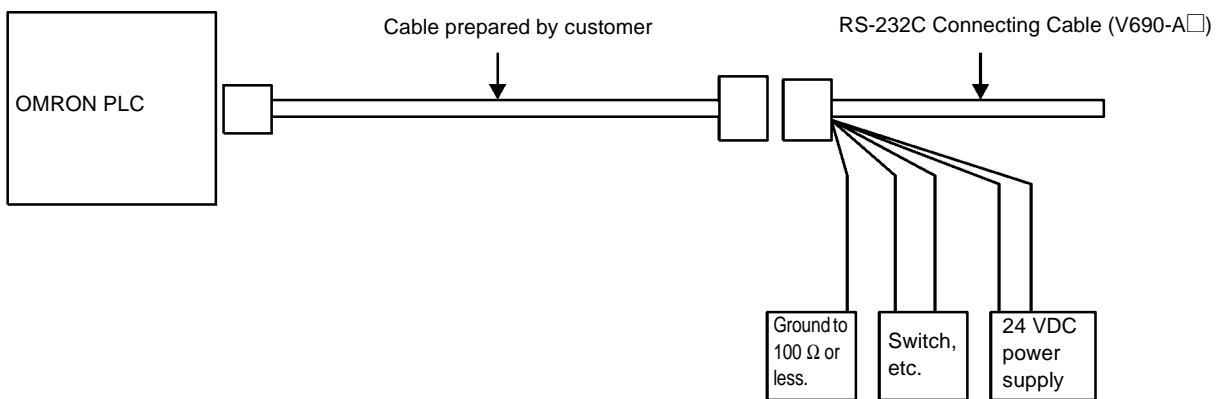 Cable prepared by customer
RS-232C Connecting Cable (V690-A□)
OMRON PLC
Ground to
100 Ω or
less.
Switch,
etc.
24 VDC
power
supply